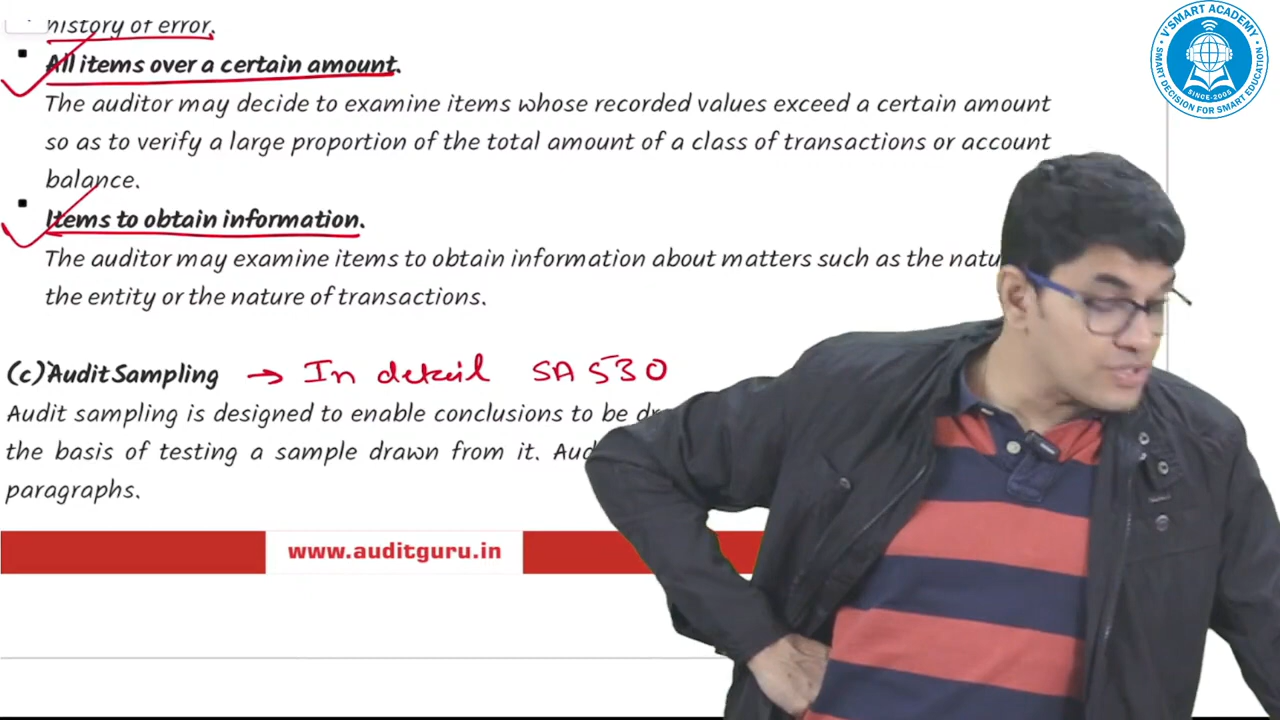 history of error.
All items over a certain amount.
The auditor may decide to examine items whose recorded values exceed a certain amount
so as to verify a large proportion of the total amount of a class of transactions or account
balance.
Items to obtain information.
The auditor may examine items to obtain information about matters such as the
the entity or the nature of transactions.
(c) Audit Sampling → In detail SA 530
Audit sampling is designed to enable conclusions to be
the basis of testing a sample drawn from it.
paragraphs.
www.auditguru.in
V'SMART ACADEMY
SINCE-2005
SMART DECISION FOR SMART EDUCATION